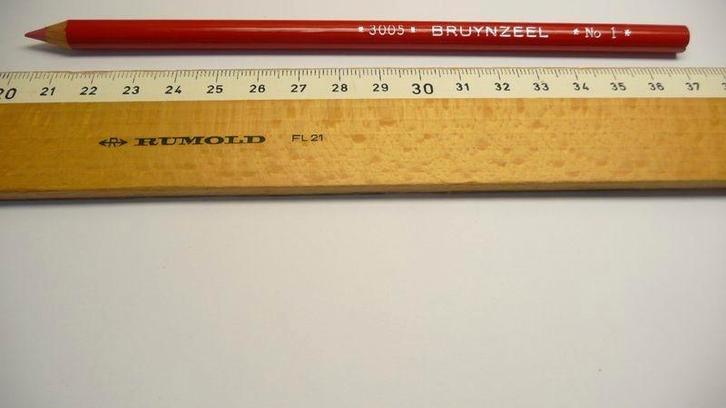 *3005* BRUYNZEEL *No 1*
20 21 22 23 24 25 26 27 28 29 30 31 32 33 34 35 36 37
RUMOLD FL 21